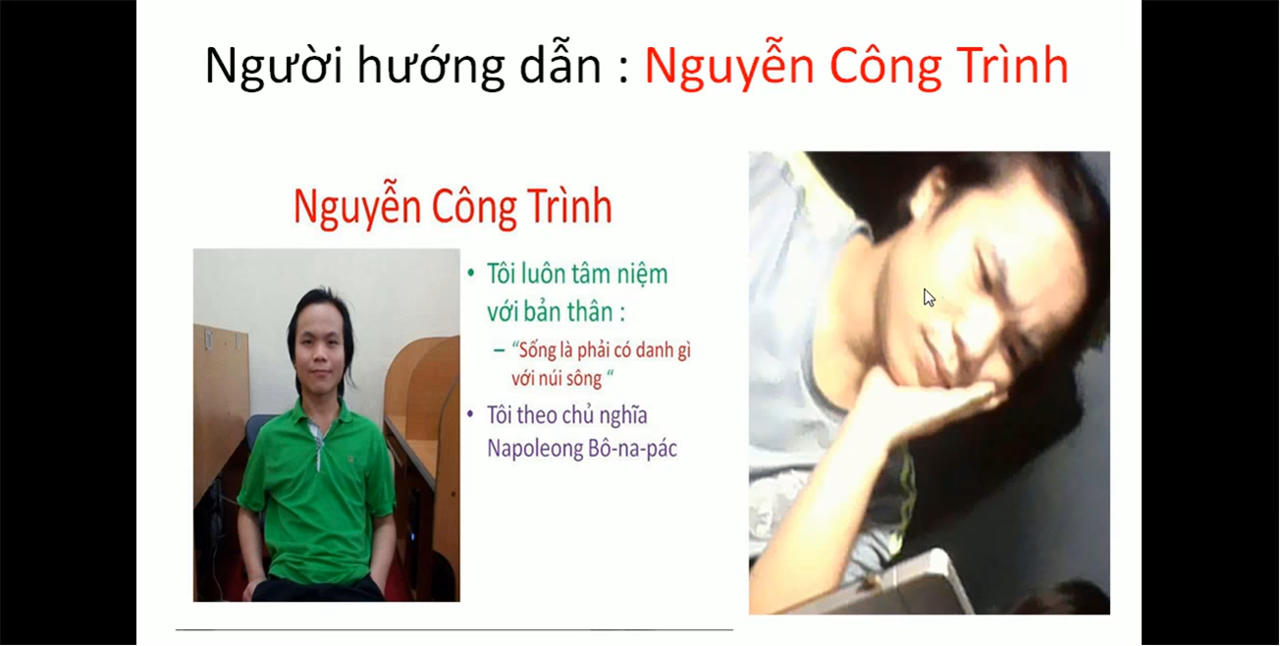 Người hướng dẫn : Nguyễn Công Trình
Nguyễn Công Trình
• Tôi luôn tâm niệm
với bản thân :
– “Sống là phải có danh gì
với núi sông “
• Tôi theo chủ nghĩa
Napoleong Bô-na-pác